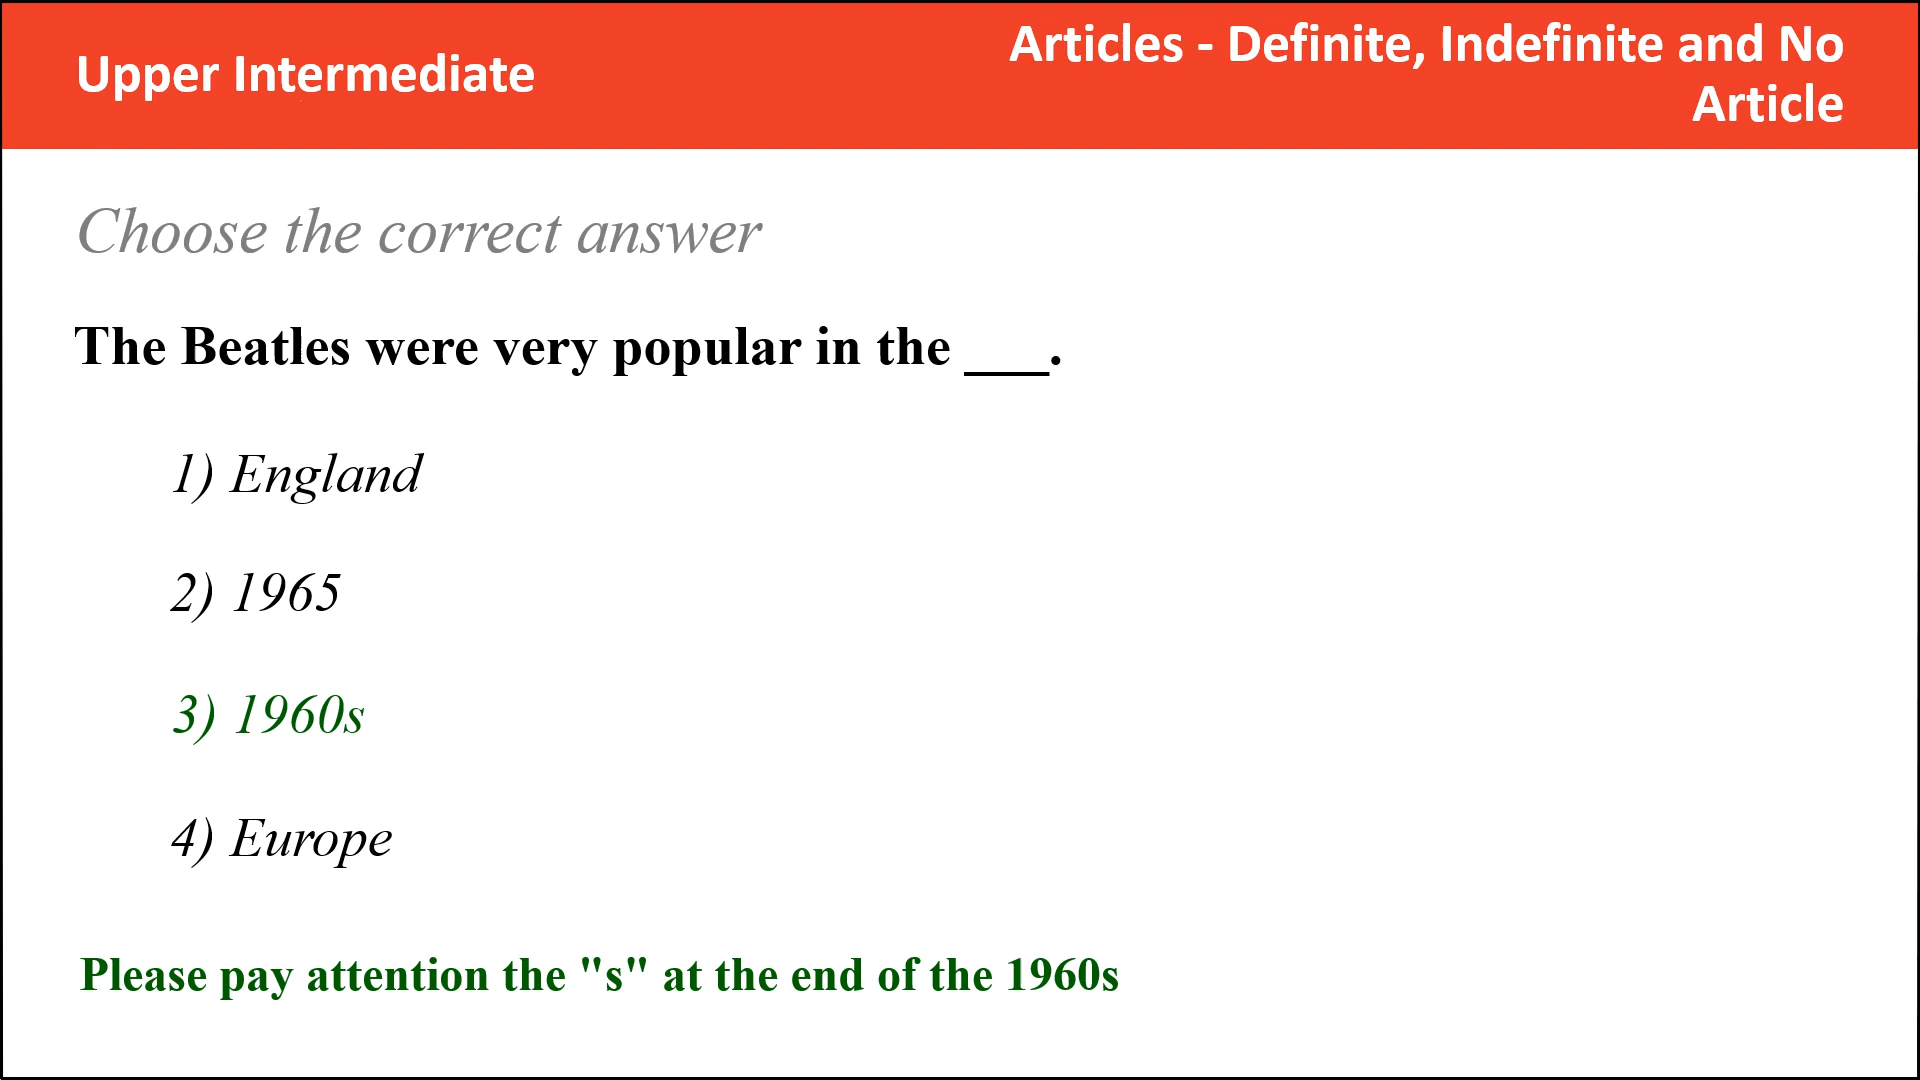 Upper Intermediate
Articles - Definite, Indefinite and No
Article
Choose the correct answer
The Beatles were very popular in the ___.
1) England
2) 1965
3) 1960s
4) Europe
Please pay attention the "s" at the end of the 1960s